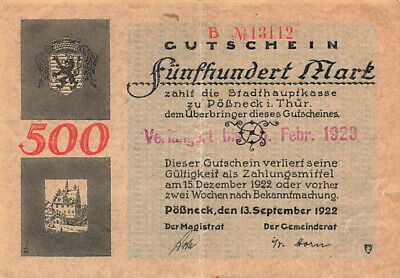 B №13112
GUTSCHEIN
Fünfhundert Mark
zahlt die Stadthauptkasse
zu Pößneck i. Thür.
dem Überbringer dieses Gutscheines.
500
Verlängert bis Febr. 1923
Dieser Gutschein verliert seine
Gültigkeit als Zahlungsmittel
am 15. Dezember 1922 oder vorher
zwei Wochen nach Bekanntmachung.
Pößneck, den 13. September 1922
Der Magistrat Der Gemeinderat